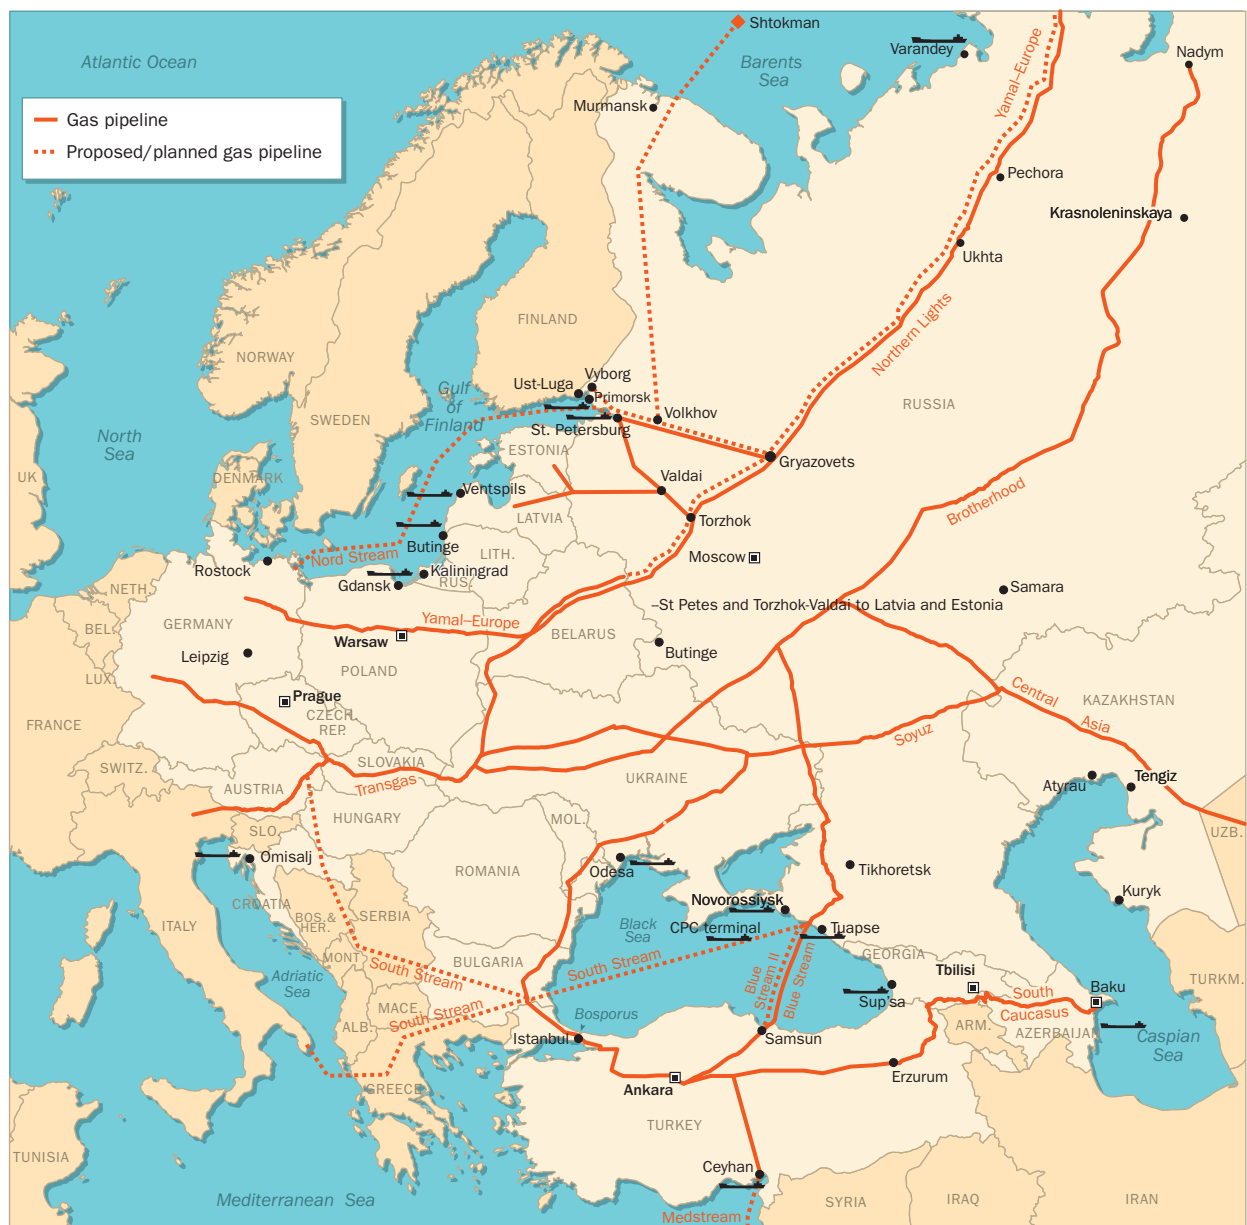 Shtokman
Atlantic Ocean
Barents
Sea
Varandey
Nadym
Yamal–Europe
Gas pipeline
Proposed/planned gas pipeline
Murmansk
Pechora
Krasnoleninskaya
Ukhta
Northern Lights
FINLAND
NORWAY
SWEDEN
RUSSIA
Gulf
of
Finland
Vyborg
Ust-Luga
Primorsk
St. Petersburg
Volkhov
North
Sea
UK
DENMARK
ESTONIA
Gryazovets
Valdai
Ventspils
LATVIA
Torzhok
Brotherhood
Butinge
LITH.
Moscow
Nord Stream
Rostock
Kaliningrad
RUS.
Gdansk
NETH.
Samara
–St Petes and Torzhok-Valdai to Latvia and Estonia
GERMANY
BEL.
Yamal–Europe
BELARUS
Warsaw
Butinge
Leipzig
POLAND
LUX.
Prague
CZECH.
REP.
Central
Asia
KAZAKHSTAN
FRANCE
Soyuz
SWITZ.
SLOVAKIA
Transgas
AUSTRIA
UKRAINE
Atyrau
Tengiz
HUNGARY
MOL.
SLO.
UZB.
Omisalj
Odesa
ROMANIA
Tikhoretsk
Kuryk
CROATIA
BOS.&
HER.
SERBIA
ITALY
Novorossiysk
Black
Sea
CPC terminal
Tuapse
MONT.
BULGARIA
South Stream
South Stream
GEORGIA
Tbilisi
Adriatic
Sea
Blue
Stream II
Blue Stream
TURKM.
MACE.
South Stream
ALB.
Sup'sa
South
Caucasus
Baku
Bosporus
Istanbul
Samsun
ARM.
AZERBAIJAN
Caspian
Sea
Erzurum
Ankara
GREECE
TURKEY
TUNISIA
Ceyhan
Mediterranean Sea
Medstream
SYRIA
IRAQ
IRAN